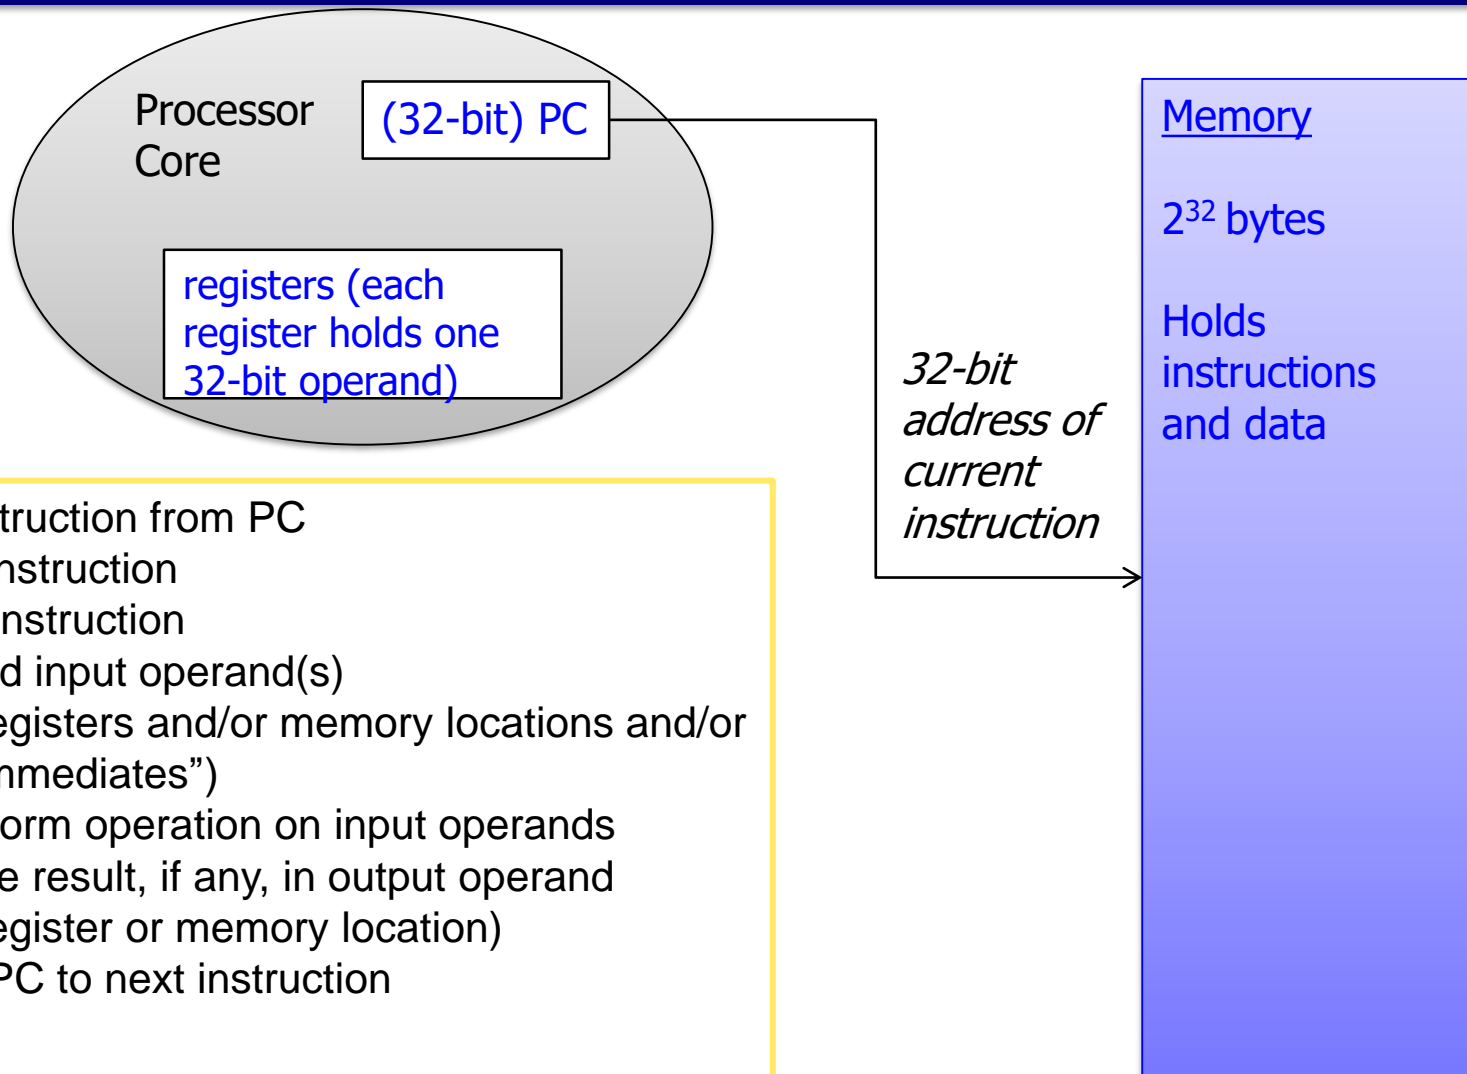 Processor
Core
(32-bit) PC
registers (each
register holds one
32-bit operand)
32-bit
address of
current
instruction
Memory
2³² bytes
Holds
instructions
and data
truction from PC
nstruction
nstruction
d input operand(s)
egisters and/or memory locations and/or
mmediates”)
orm operation on input operands
e result, if any, in output operand
egister or memory location)
PC to next instruction